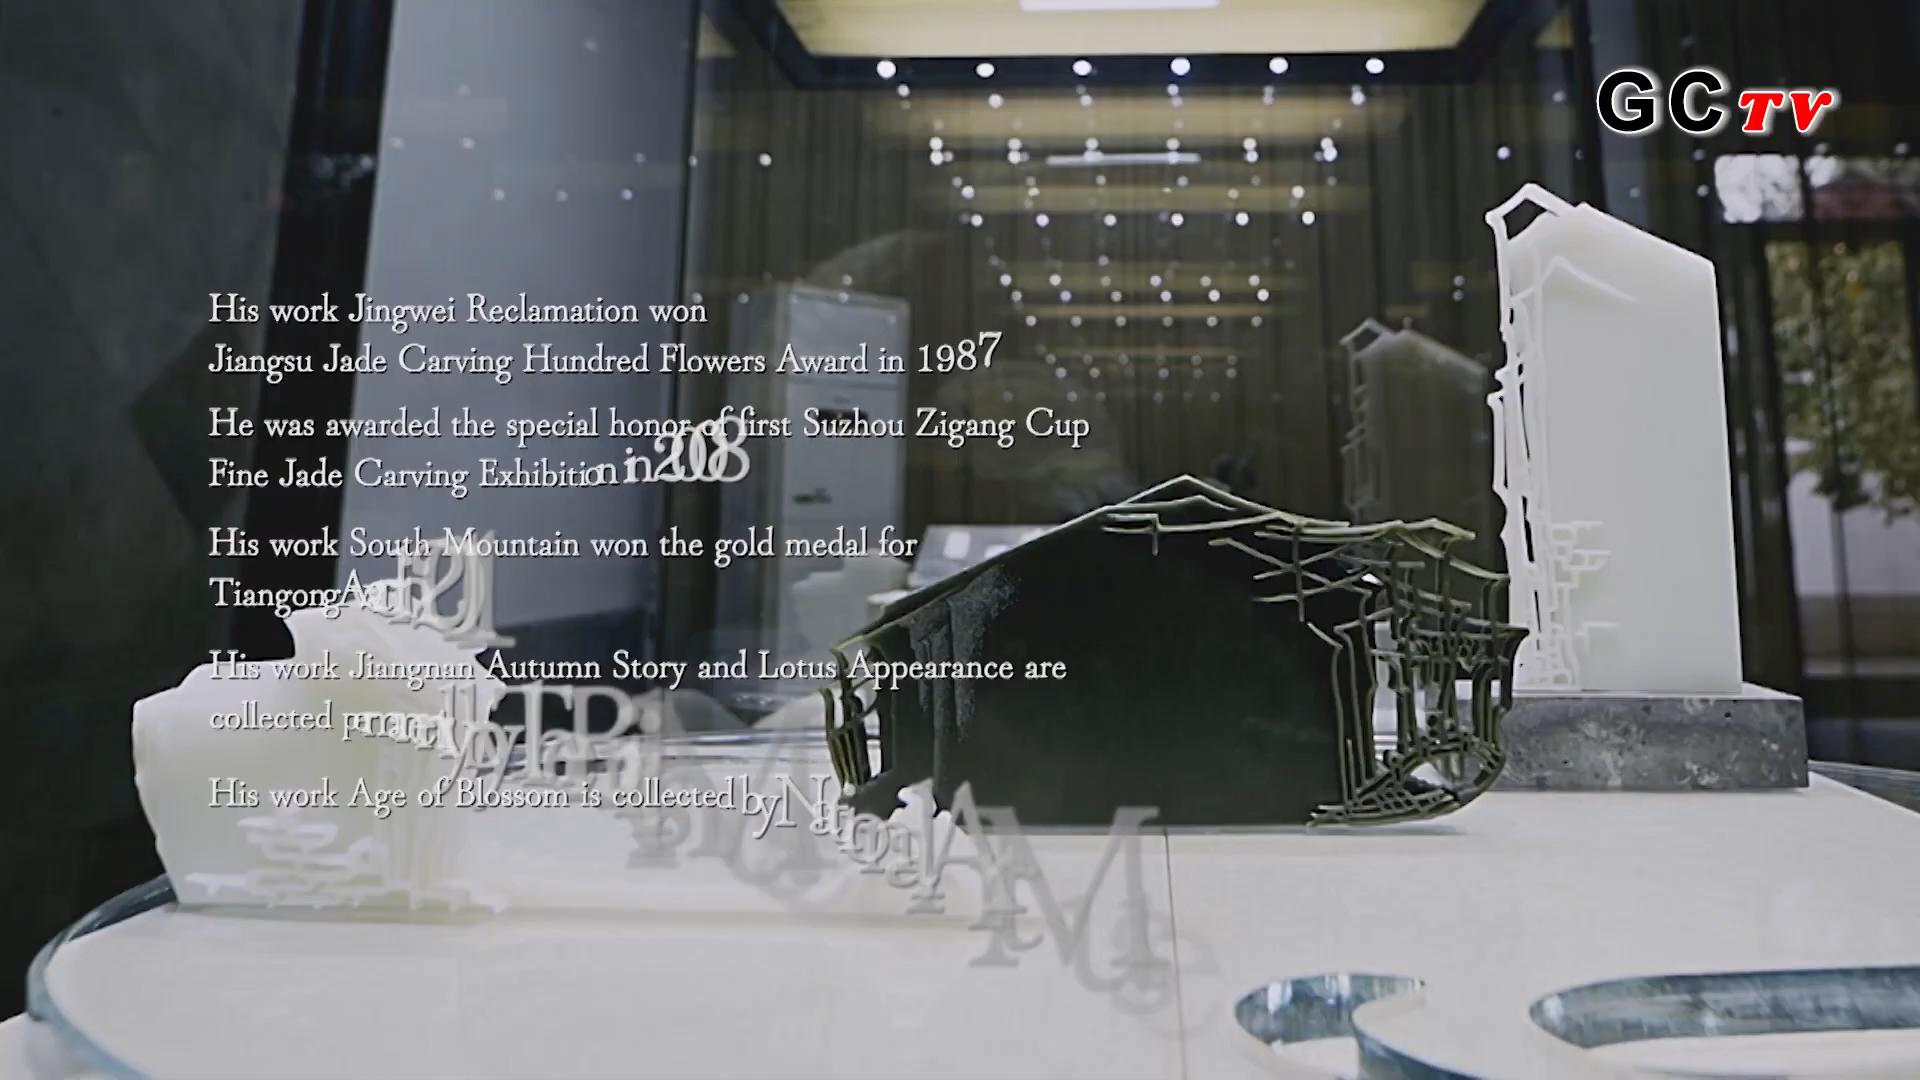 GC TV
His work Jingwei Reclamation won
Jiangsu Jade Carving Hundred Flowers Award in 1987
He was awarded the special honor of first Suzhou Zigang Cup
Fine Jade Carving Exhibition in
His work South Mountain won the gold medal for
Tiangong
His work Jiangnan Autumn Story and Lotus Appearance are
collected
His work Age of Blossom is collected by National